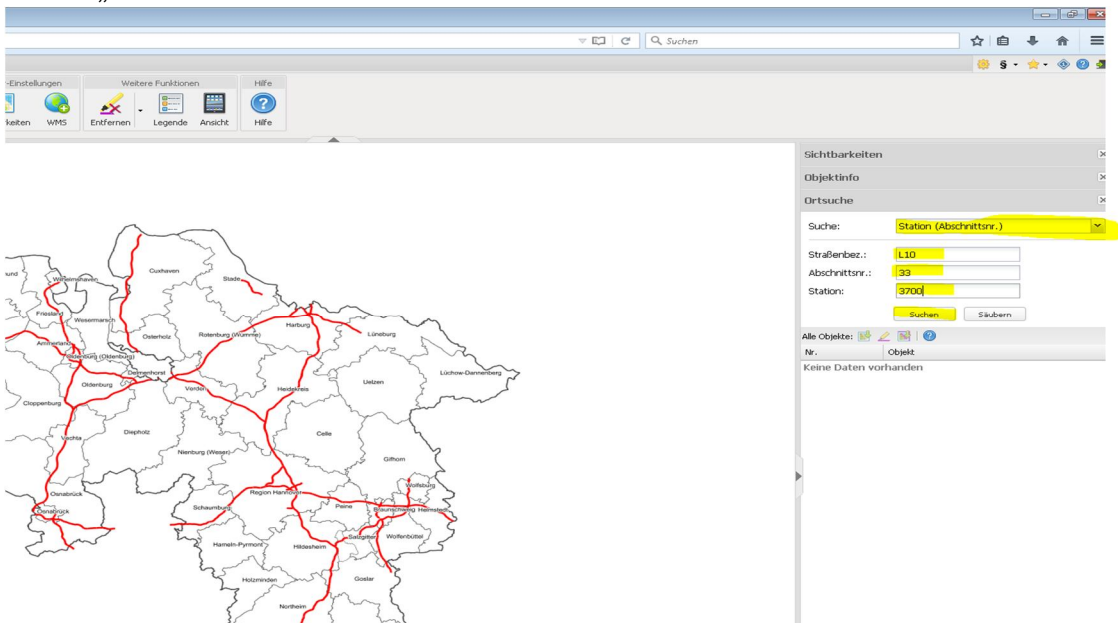 „
Suchen
§
-Einstellungen
Weitere Funktionen
Hilfe
keiten
WMS
Entfernen
Legende
Ansicht
Hilfe
Sichtbarkeiten
Objektinfo
Ortsuche
Suche:
Station (Abschnittsnr.)
Straßenbez.:
L10
Abschnittsnr.:
33
Station:
3700
Suchen
Säubern
Alle Objekte:
Nr.
Objekt
Keine Daten vorhanden
Cuxhaven
Stade
Wilhelmshaven
Friesland
Wesermarsch
Osterholz
Rotenburg (Wümme)
Harburg
Lüneburg
Ammerland
Oldenburg (Oldenburg)
Delmenhorst
Lüchow-Dannenberg
Oldenburg
Verden
Heidekreis
Uelzen
Cloppenburg
Vechta
Diepholz
Celle
Nienburg (Weser)
Gifhorn
Wolfsburg
Osnabrück
Region Hannover
Osnabrück
Schaumburg
Peine
Braunschweig
Helmstedt
Salzgitter
Wolfenbüttel
Hameln-Pyrmont
Hildesheim
Holzminden
Goslar
Northeim